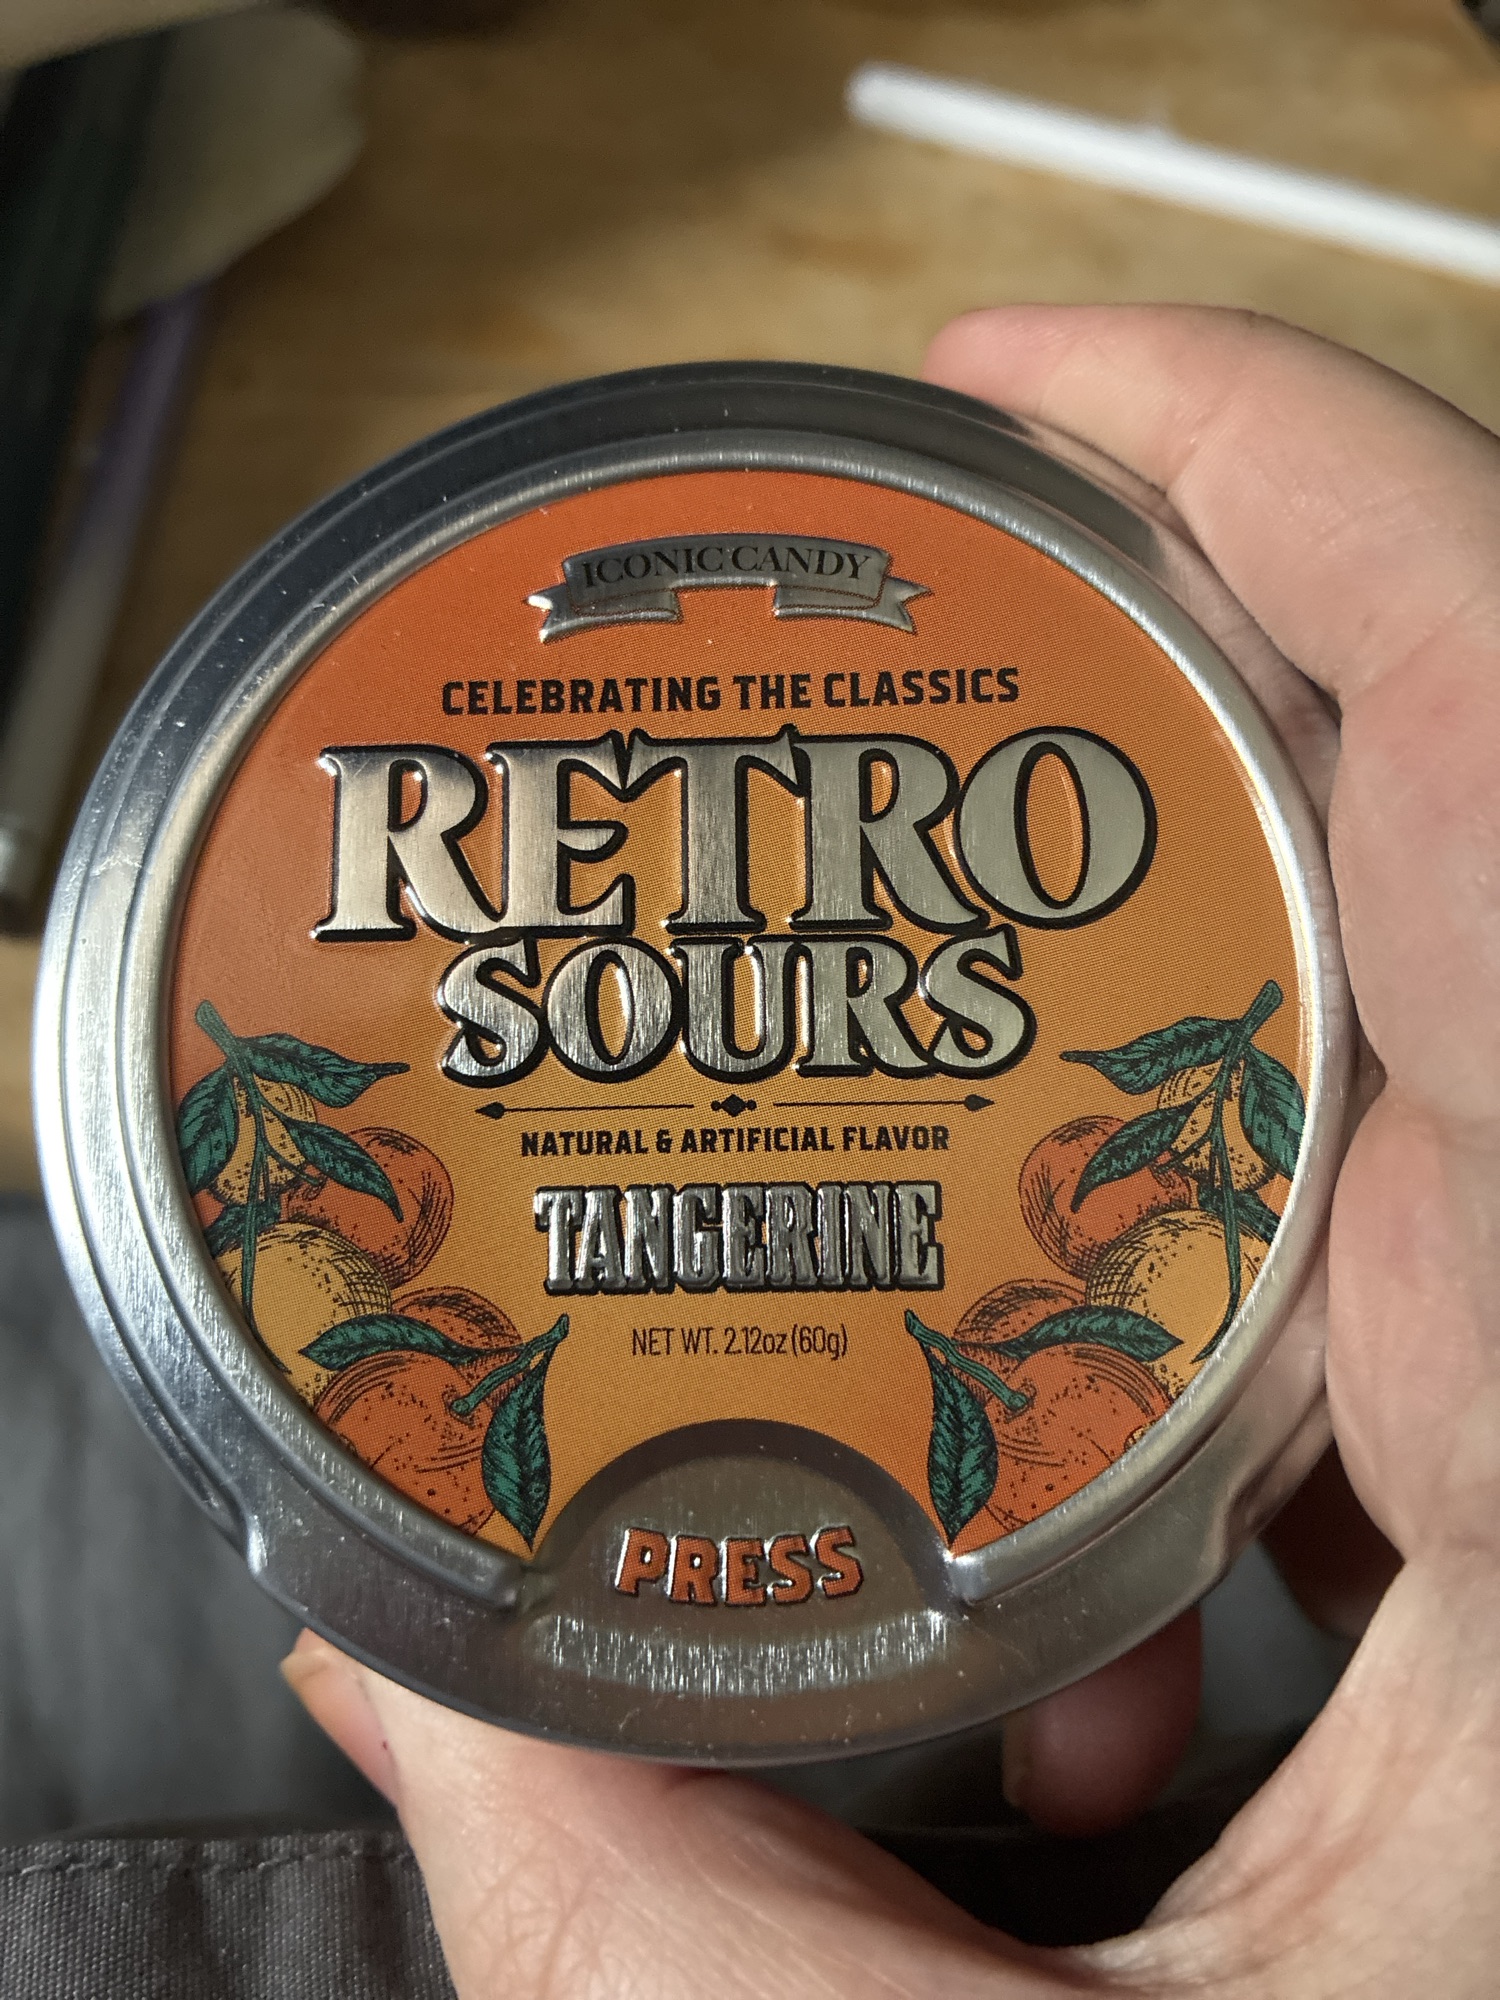 ICONIC CANDY
CELEBRATING THE CLASSICS
RETRO
SOURS
NATURAL & ARTIFICIAL FLAVOR
TANGERINE
NET WT. 2.12oz (60g)
PRESS